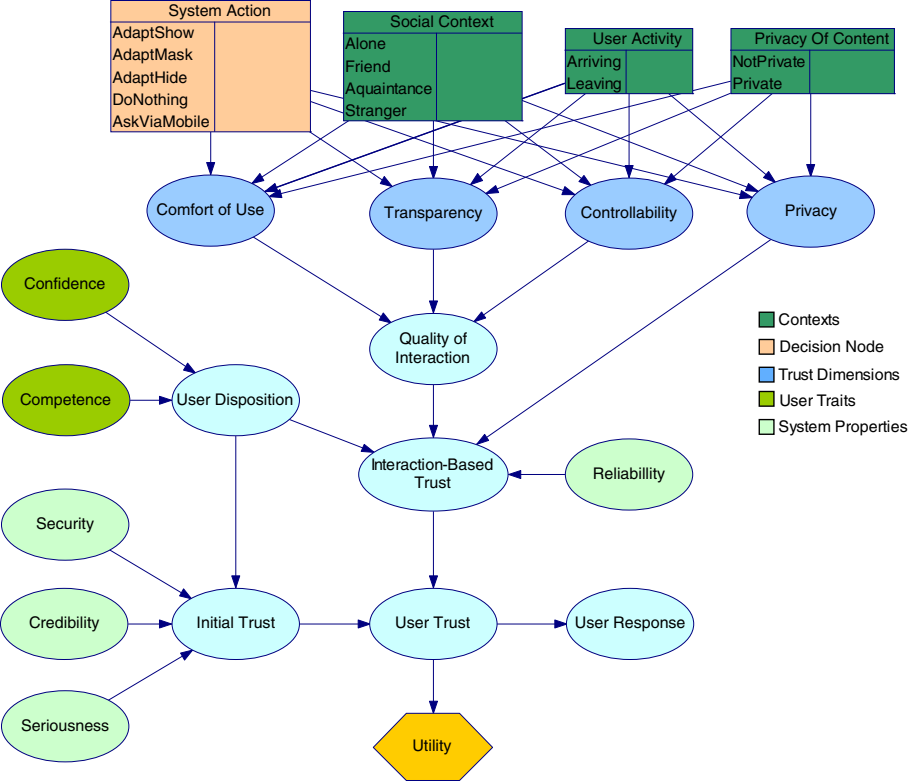 System Action
AdaptShow
AdaptMask
AdaptHide
DoNothing
AskViaMobile
Social Context
Alone
Friend
Aquaintance
Stranger
User Activity
Arriving
Leaving
Privacy Of Content
NotPrivate
Private
Comfort of Use
Transparency
Controllability
Privacy
Confidence
Quality of
Interaction
Contexts
Decision Node
Trust Dimensions
User Traits
System Properties
Competence
User Disposition
Interaction-Based
Trust
Reliabillity
Security
Credibility
Initial Trust
User Trust
User Response
Seriousness
Utility